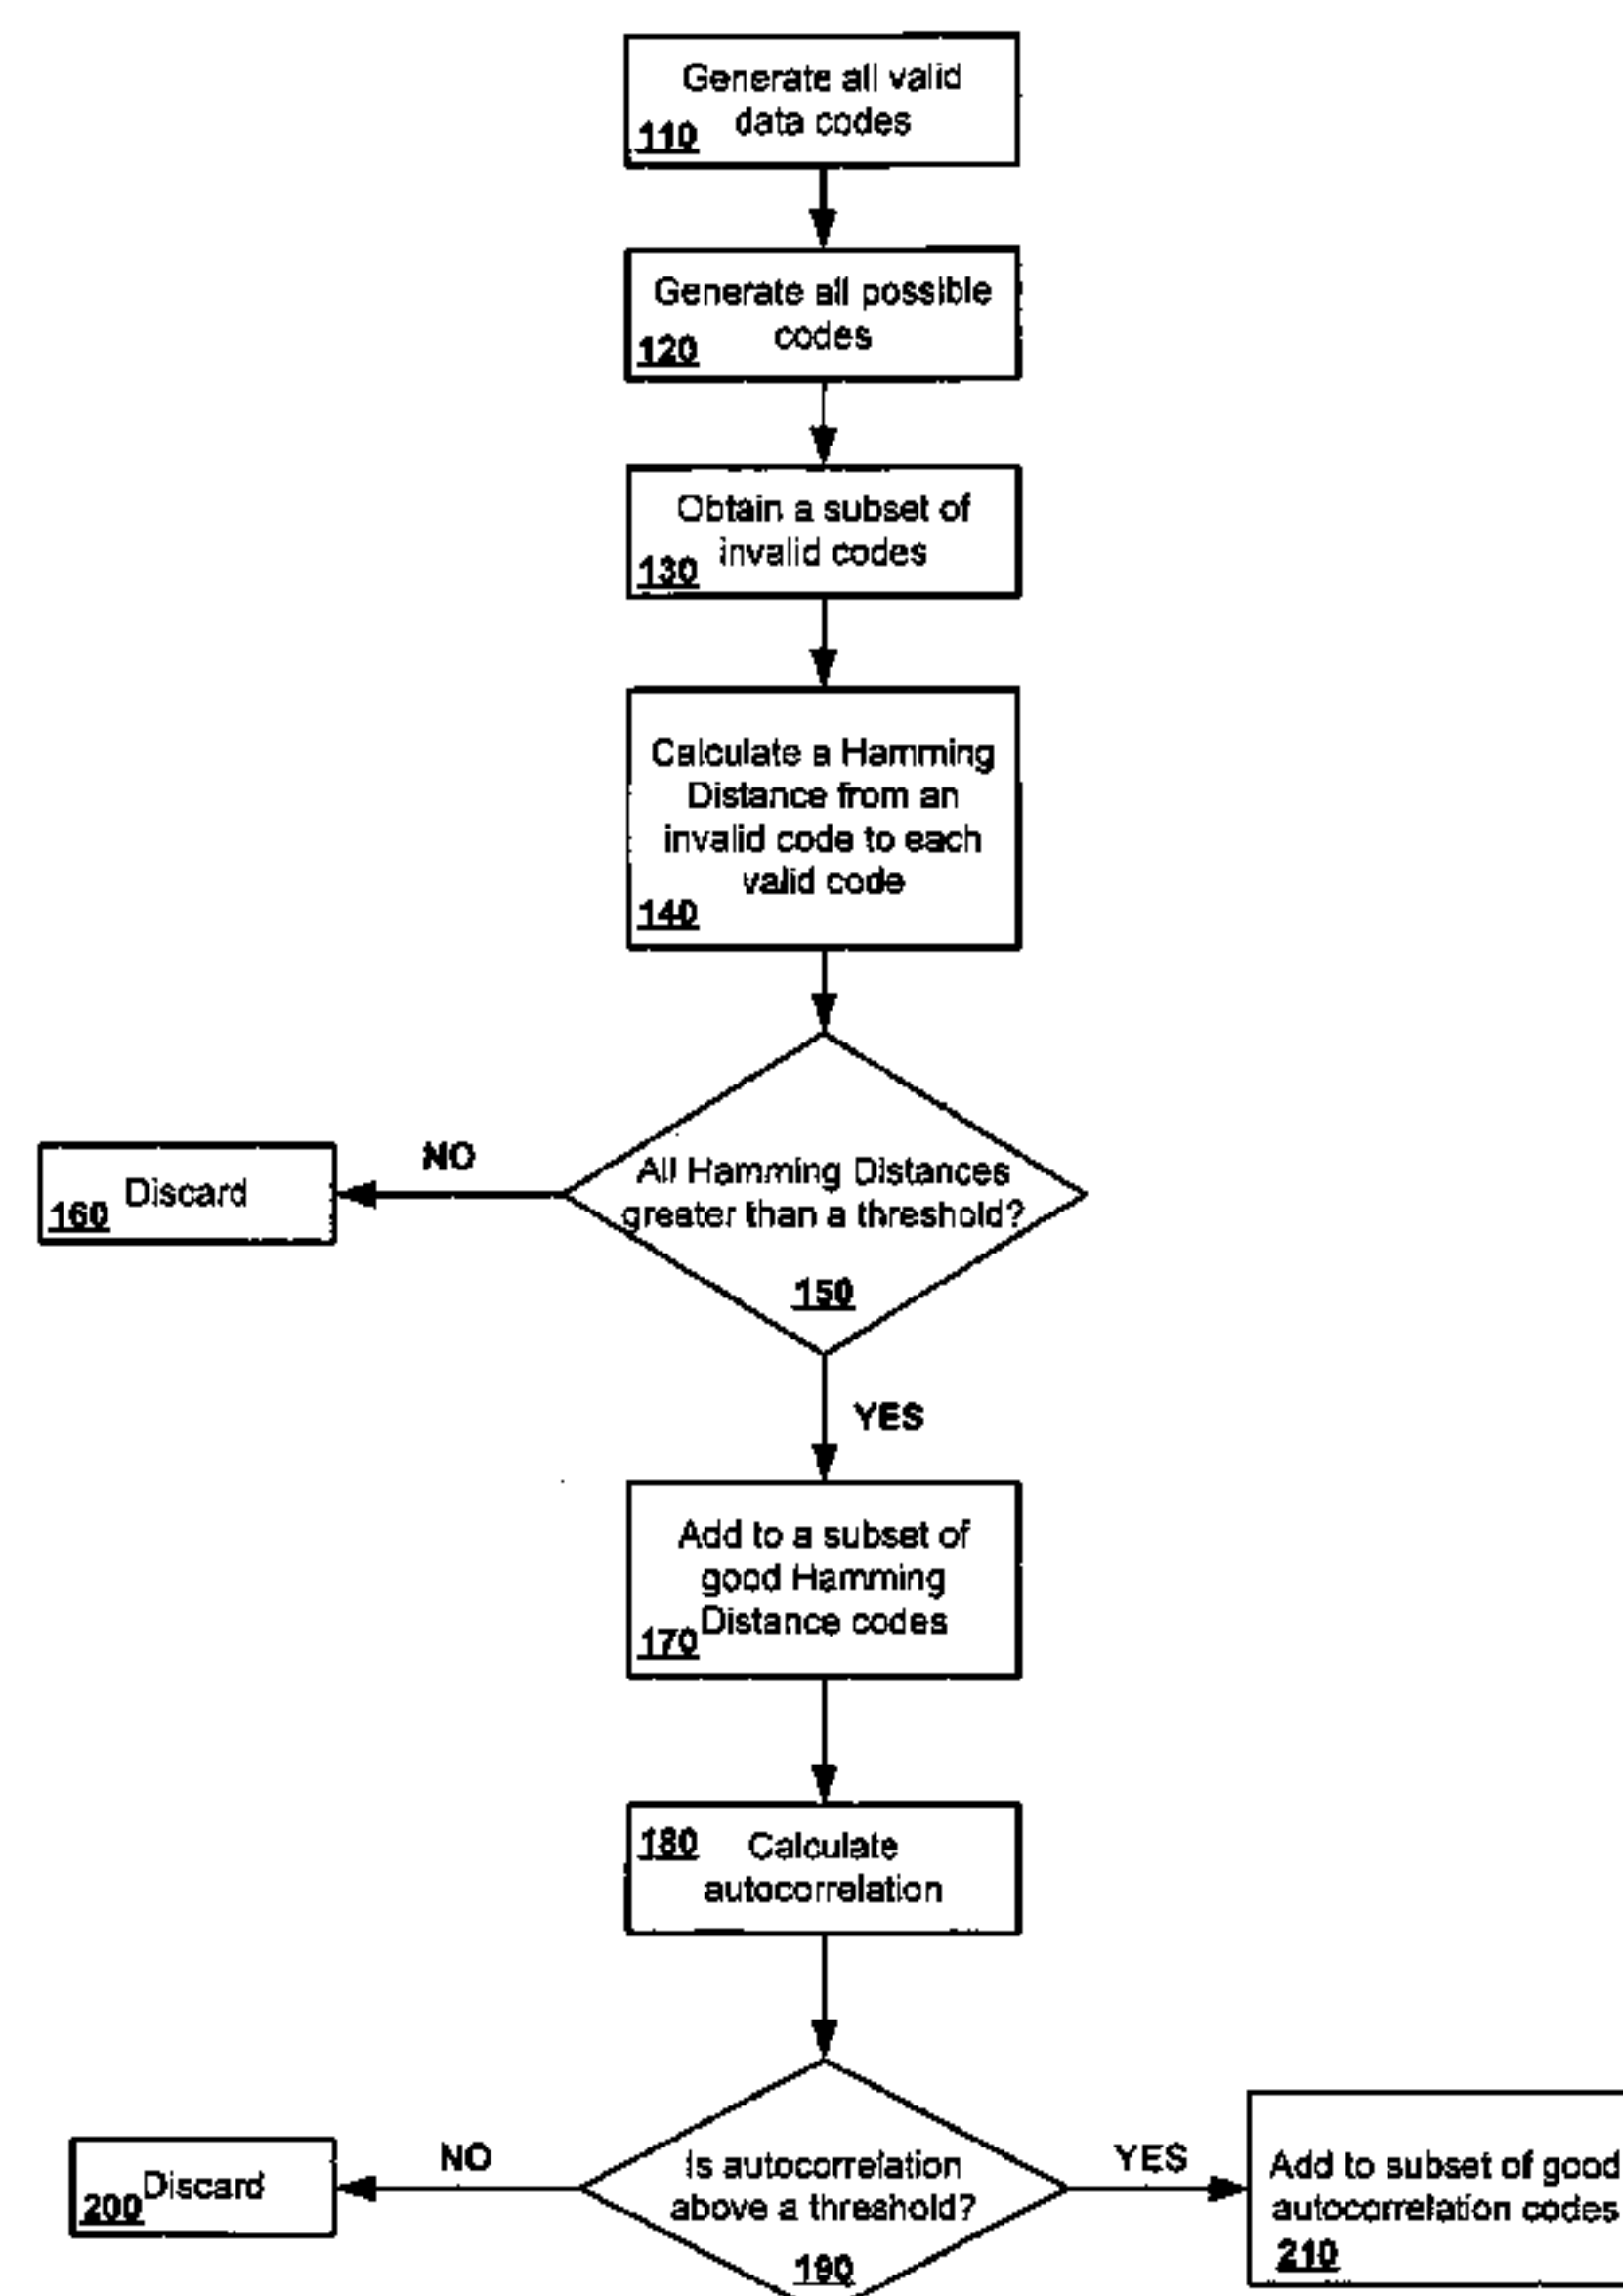 Generate all valid
data codes
110
Generate all possible
codes
120
Obtain a subset of
invalid codes
130
Calculate a Hamming
Distance from an
invalid code to each
valid code
140
All Hamming Distances
greater than a threshold?
150
NO
Discard
160
YES
Add to a subset of
good Hamming
Distance codes
170
180
Calculate
autocorrelation
Is autocorrelation
above a threshold?
190
NO
Discard
200
YES
Add to subset of good
autocorrelation codes
210